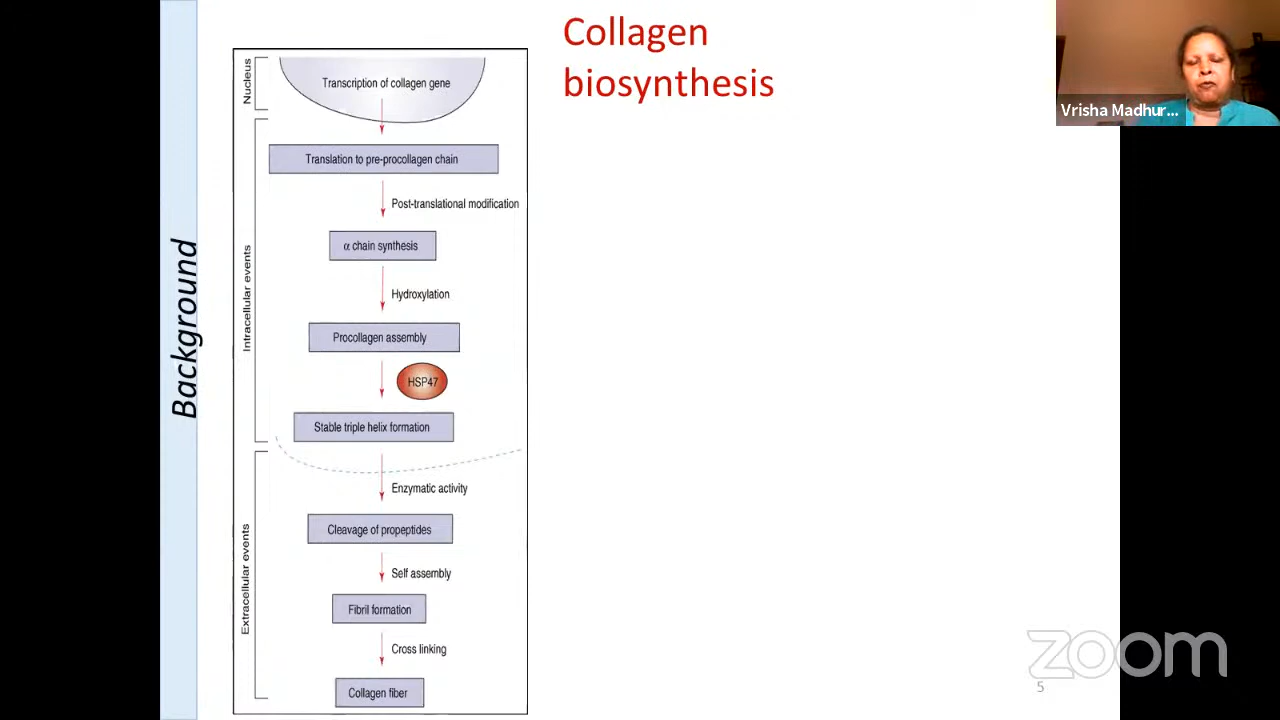 Collagen
biosynthesis
Vrisha Madhur...
Background
Nucleus
Transcription of collagen gene
Intracellular events
Translation to pre-procollagen chain
Post-translational modification
α chain synthesis
Hydroxylation
Procollagen assembly
HSP47
Stable triple helix formation
Extracellular events
Enzymatic activity
Cleavage of propeptides
Self assembly
Fibril formation
Cross linking
Collagen fiber
zoom
5